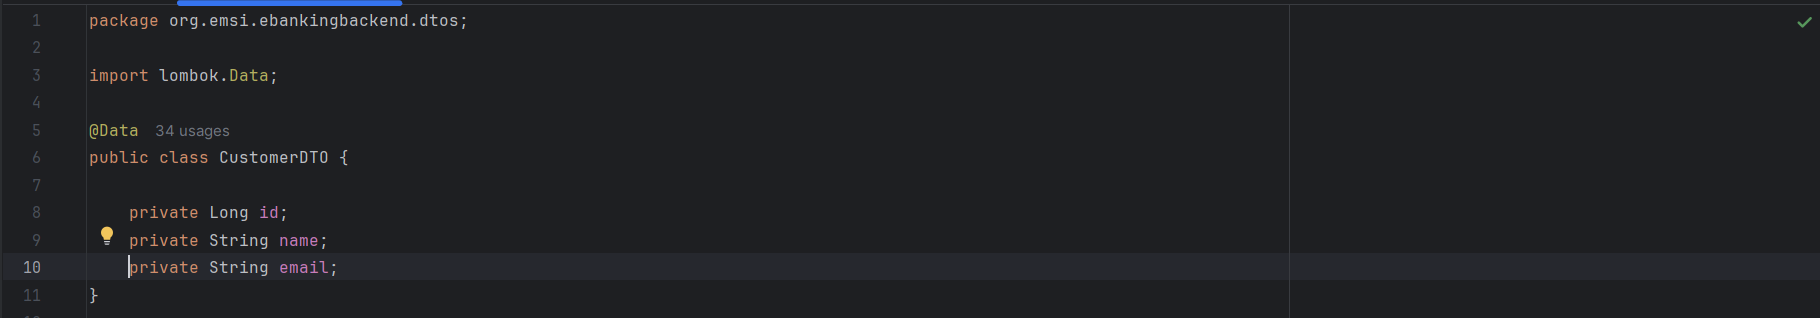 1 package org.emsi.ebankingbackend.dtos;
2
3 import lombok.Data;
4
5 @Data 34 usages
6 public class CustomerDTO {
7
8 private Long id;
9 private String name;
10 private String email;
11 }